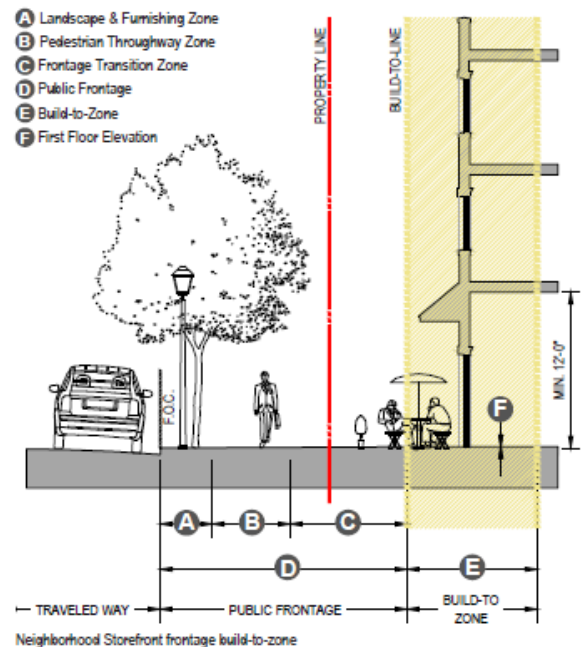 A Landscape & Furnishing Zone
B Pedestrian Throughway Zone
C Frontage Transition Zone
D Public Frontage
E Build-to-Zone
F First Floor Elevation
PROPERTY LINE
BUILD-TO-LINE
F.O.C.
MIN. 12'-0"
F
A
B
C
D
E
TRAVELED WAY
PUBLIC FRONTAGE
BUILD-TO
ZONE
Neighborhood Storefront frontage build-to-zone